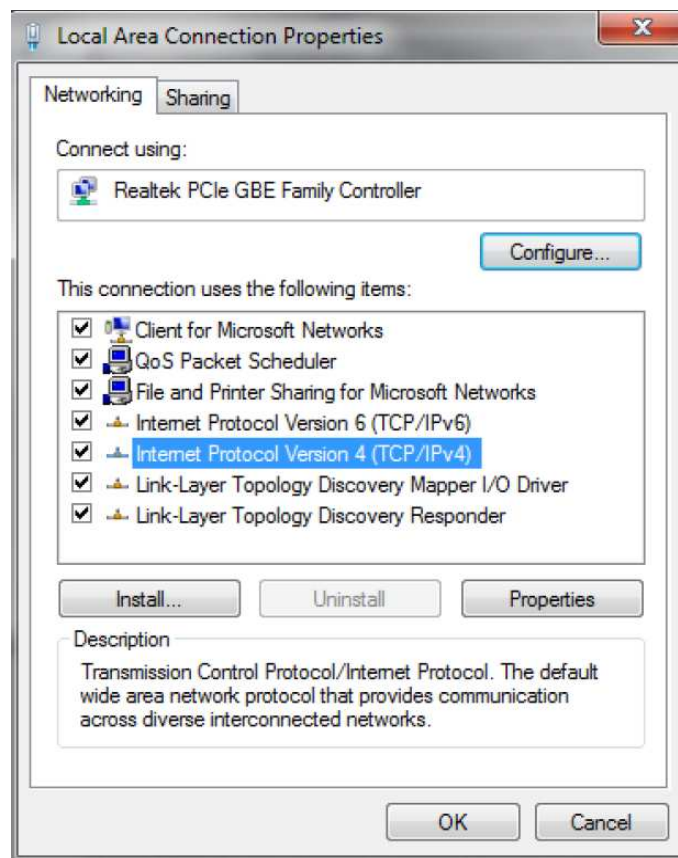 Local Area Connection Properties
Networking
Sharing
Connect using:
Realtek PCIe GBE Family Controller
Configure...
This connection uses the following items:
Client for Microsoft Networks
QoS Packet Scheduler
File and Printer Sharing for Microsoft Networks
Internet Protocol Version 6 (TCP/IPv6)
Internet Protocol Version 4 (TCP/IPv4)
Link-Layer Topology Discovery Mapper I/O Driver
Link-Layer Topology Discovery Responder
Install...
Uninstall
Properties
Description
Transmission Control Protocol/Internet Protocol. The default
wide area network protocol that provides communication
across diverse interconnected networks.
OK
Cancel